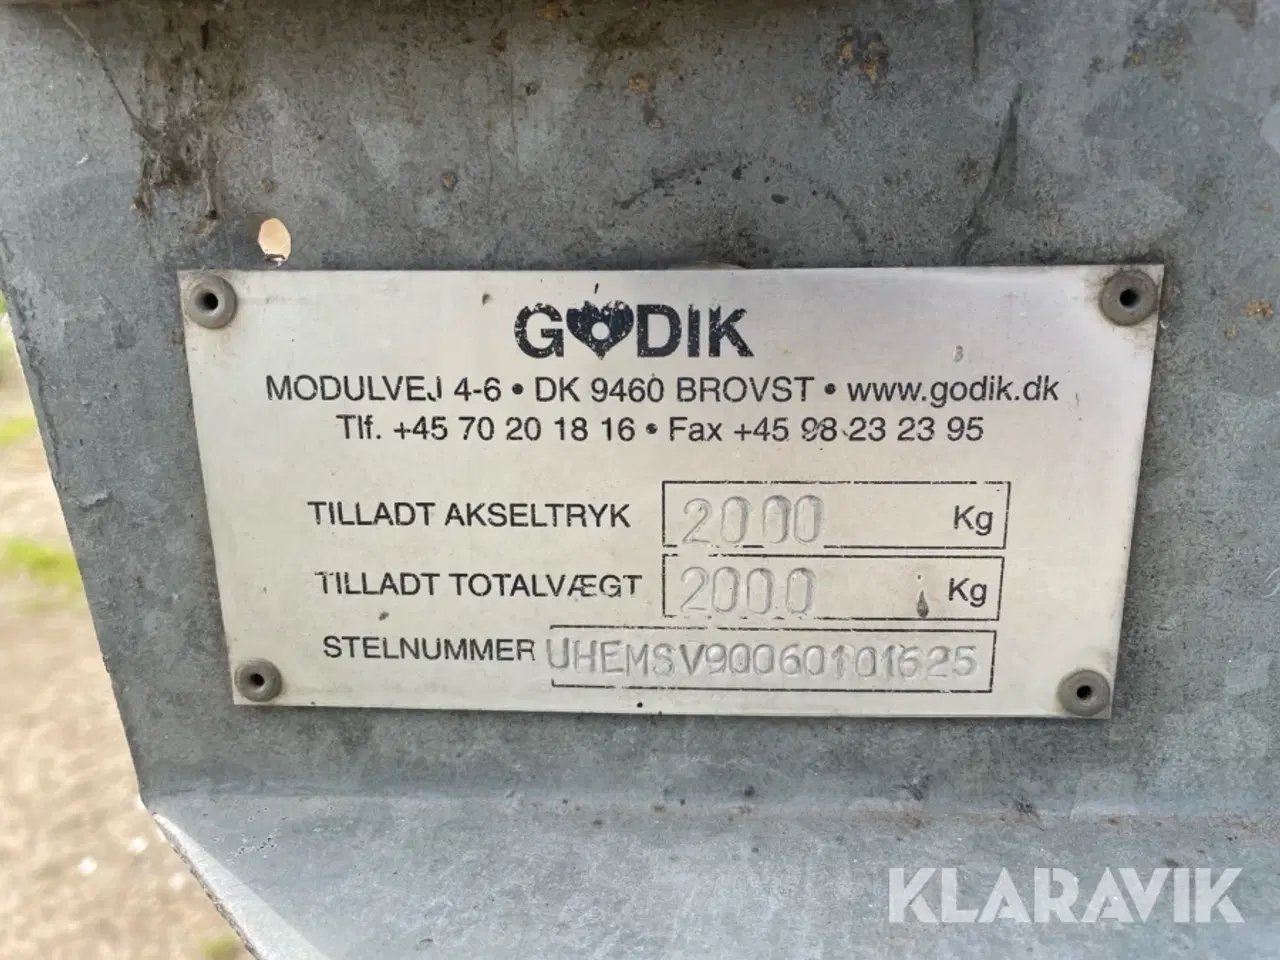 GODIK
MODULVEJ 4-6 • DK 9460 BROVST • www.godik.dk
Tlf. +45 70 20 18 16 • Fax +45 98 23 23 95
TILLADT AKSELTRYK 2000 Kg
TILLADT TOTALVÆGT 2000 Kg
STELNUMMER UHEMSV90060101625
KLARAVIK